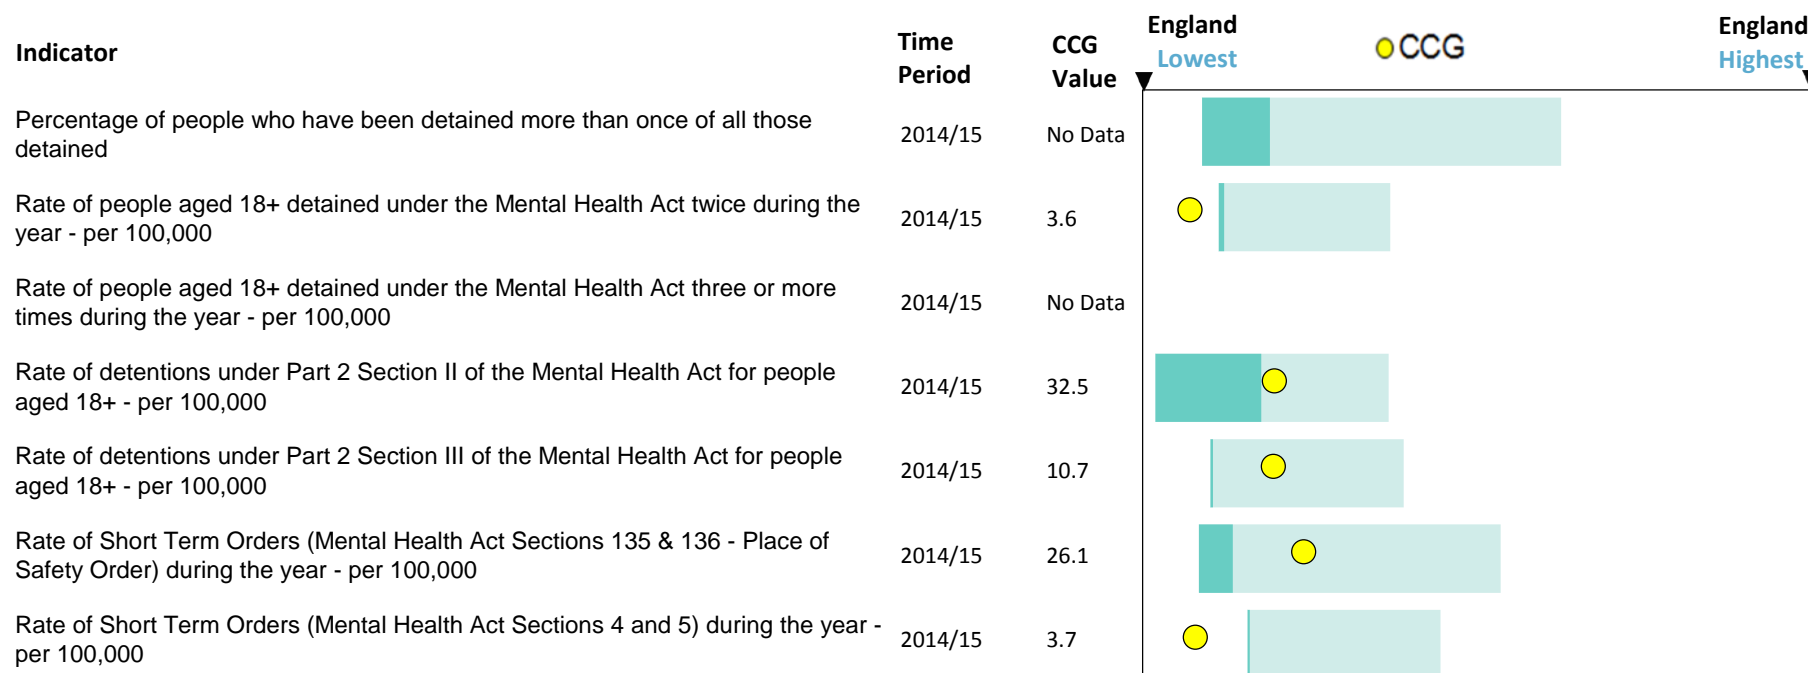 Indicator
Time
Period
CCG
Value
England
Lowest
CCG
England
Highest
Percentage of people who have been detained more than once of all those
detained
2014/15
No Data
Rate of people aged 18+ detained under the Mental Health Act twice during the
year - per 100,000
2014/15
3.6
Rate of people aged 18+ detained under the Mental Health Act three or more
times during the year - per 100,000
2014/15
No Data
Rate of detentions under Part 2 Section II of the Mental Health Act for people
aged 18+ - per 100,000
2014/15
32.5
Rate of detentions under Part 2 Section III of the Mental Health Act for people
aged 18+ - per 100,000
2014/15
10.7
Rate of Short Term Orders (Mental Health Act Sections 135 & 136 - Place of
Safety Order) during the year - per 100,000
2014/15
26.1
Rate of Short Term Orders (Mental Health Act Sections 4 and 5) during the year -
per 100,000
2014/15
3.7